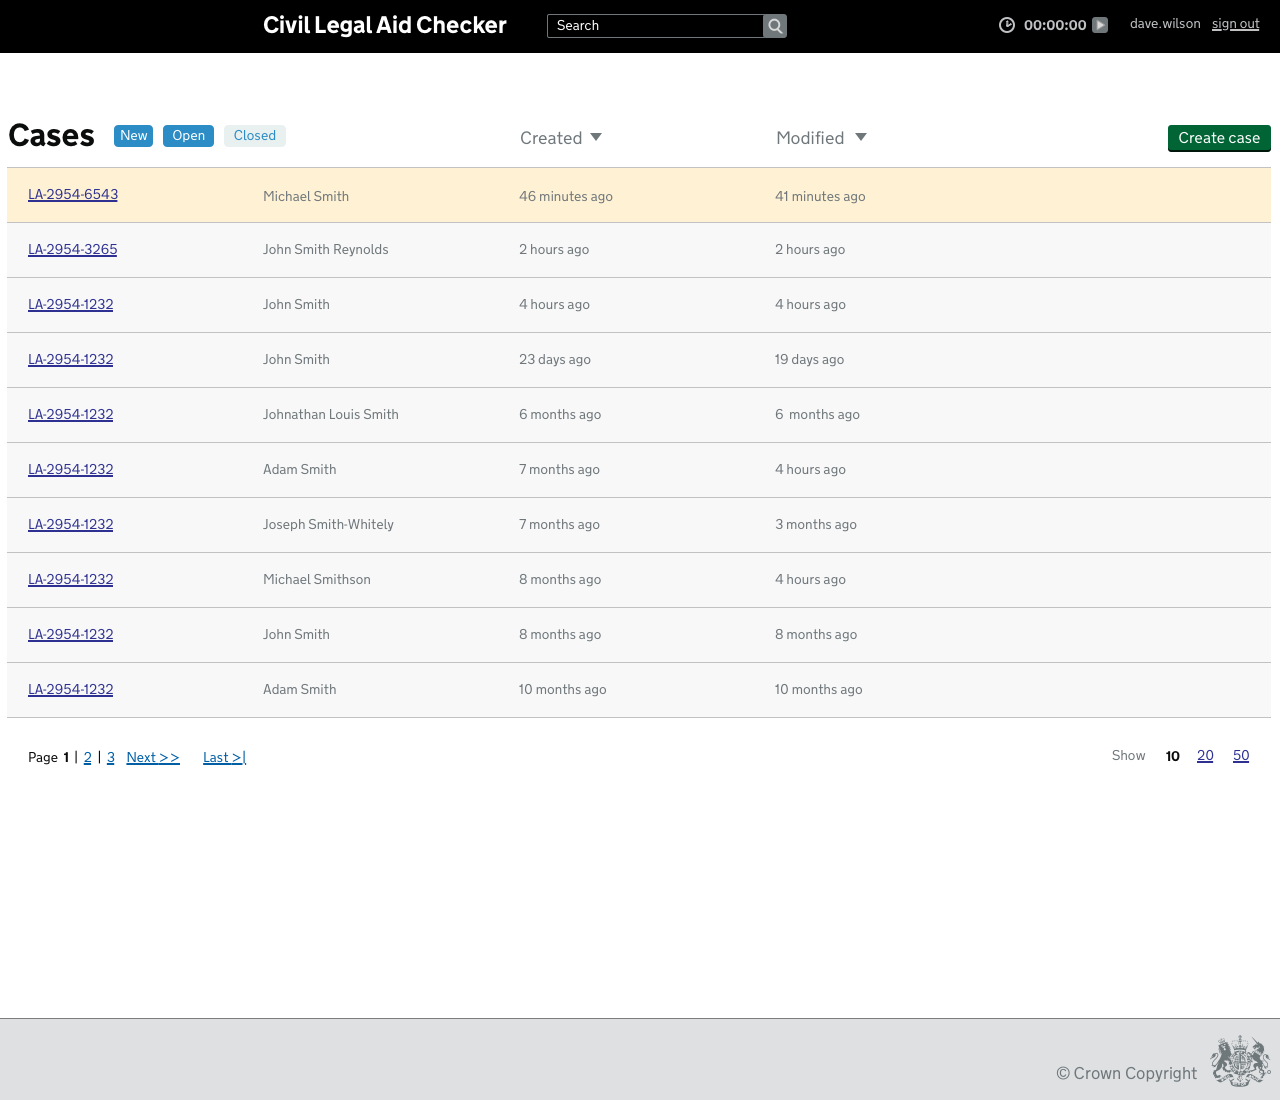 Civil Legal Aid Checker Search 00:00:00 dave.wilson sign out
Cases New Open Closed Created Modified Create case
LA-2954-6543 Michael Smith 46 minutes ago 41 minutes ago
LA-2954-3265 John Smith Reynolds 2 hours ago 2 hours ago
LA-2954-1232 John Smith 4 hours ago 4 hours ago
LA-2954-1232 John Smith 23 days ago 19 days ago
LA-2954-1232 Johnathan Louis Smith 6 months ago 6 months ago
LA-2954-1232 Adam Smith 7 months ago 4 hours ago
LA-2954-1232 Joseph Smith-Whitely 7 months ago 3 months ago
LA-2954-1232 Michael Smithson 8 months ago 4 hours ago
LA-2954-1232 John Smith 8 months ago 8 months ago
LA-2954-1232 Adam Smith 10 months ago 10 months ago
Page 1 | 2 | 3 Next >> Last >| Show 10 20 50
© Crown Copyright